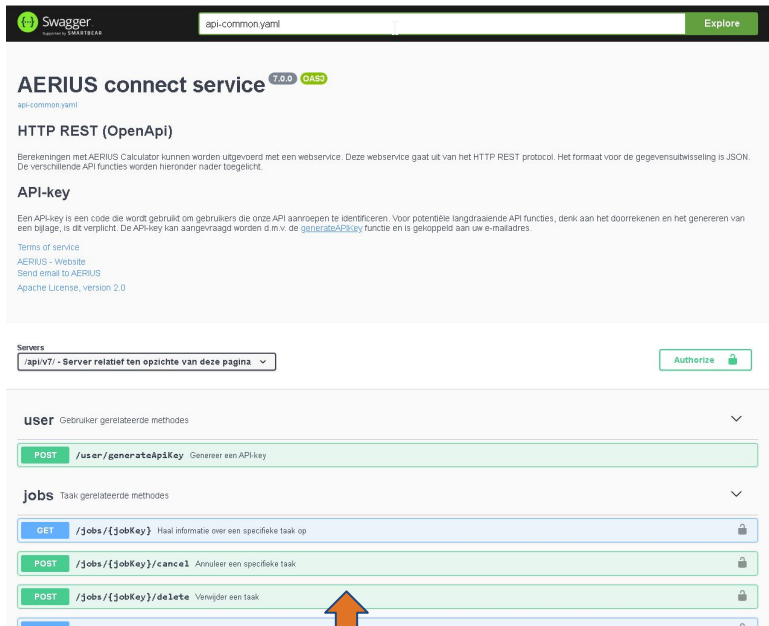 Swagger.
Supported by SMARTBEAR
api-common.yaml
Explore
AERIUS connect service 7.0.0 OAS3
api-common.yaml
HTTP REST (OpenApi)
Berekeningen met AERIUS Calculator kunnen worden uitgevoerd met een webservice. Deze webservice gaat uit van het HTTP REST protocol. Het formaat voor de gegevensuitwisseling is JSON.
De verschillende API functies worden hieronder nader toegelicht.
API-key
Een API-key is een code die wordt gebruikt om gebruikers die onze API aanroepen te identificeren. Voor potentiële langdraaiende API functies, denk aan het doorrekenen en het genereren van
een bijlage, is dit verplicht. De API-key kan aangevraagd worden d.m.v. de generateAPIKey functie en is gekoppeld aan uw e-mailadres.
Terms of service
AERIUS - Website
Send email to AERIUS
Apache License, version 2.0
Servers
/api/v7/ - Server relatief ten opzichte van deze pagina
Authorize
user Gebruiker gerelateerde methodes
POST /user/generateApiKey Genereer een API-key
jobs Taak gerelateerde methodes
GET /jobs/{jobKey} Haal informatie over een specifieke taak op
POST /jobs/{jobKey}/cancel Annuleer een specifieke taak
POST /jobs/{jobKey}/delete Verwijder een taak